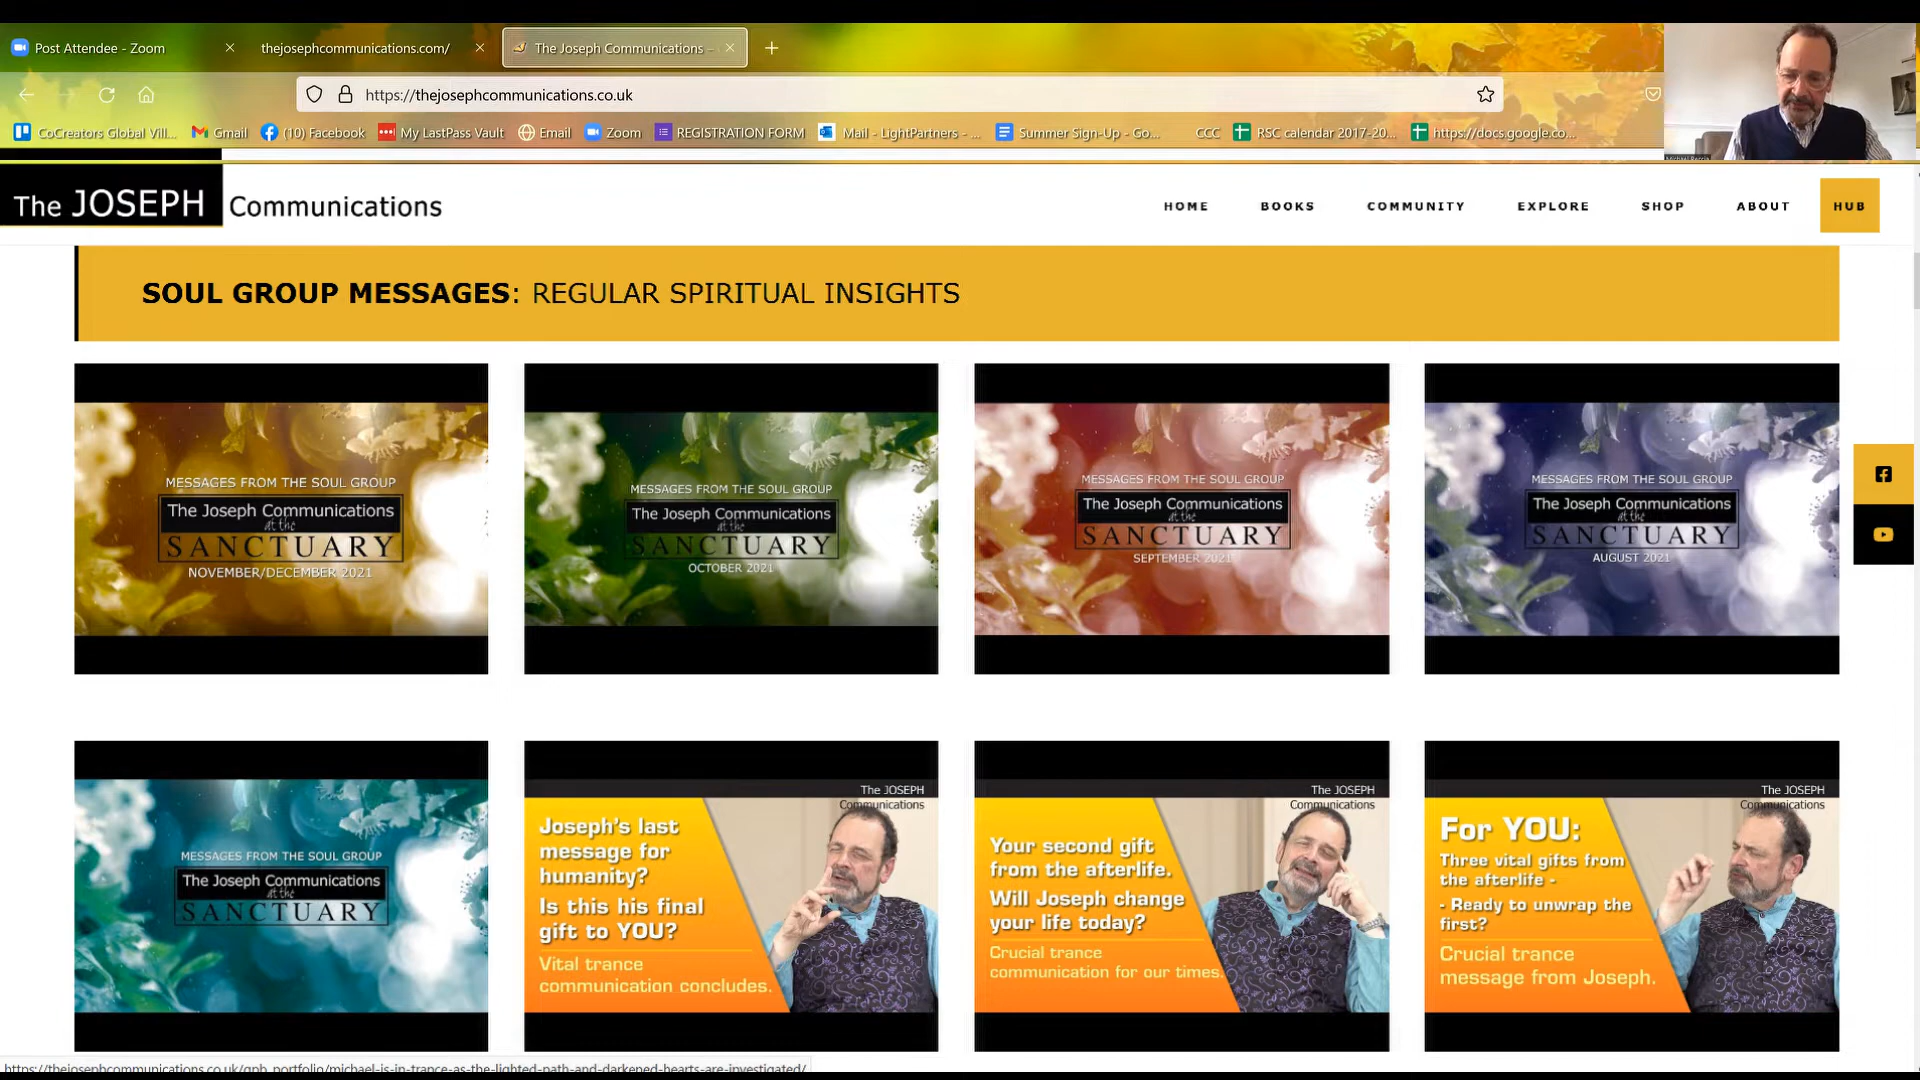 Post Attendee - Zoom
thejosephcommunications.com/
The Joseph Communications –
https://thejosephcommunications.co.uk
CoCreators Global Vill...
Gmail
(10) Facebook
My LastPass Vault
Email
Zoom
REGISTRATION FORM
Mail - LightPartners - ...
Summer Sign-Up - Go...
CCC
RSC calendar 2017-20...
https://docs.google.co...
The JOSEPH Communications
HOME
BOOKS
COMMUNITY
EXPLORE
SHOP
ABOUT
HUB
SOUL GROUP MESSAGES: REGULAR SPIRITUAL INSIGHTS
MESSAGES FROM THE SOUL GROUP
The Joseph Communications
at the
SANCTUARY
NOVEMBER/DECEMBER 2021
MESSAGES FROM THE SOUL GROUP
The Joseph Communications
at the
SANCTUARY
OCTOBER 2021
MESSAGES FROM THE SOUL GROUP
The Joseph Communications
at the
SANCTUARY
SEPTEMBER 2021
MESSAGES FROM THE SOUL GROUP
The Joseph Communications
at the
SANCTUARY
AUGUST 2021
MESSAGES FROM THE SOUL GROUP
The Joseph Communications
at the
SANCTUARY
The JOSEPH
Communications
Joseph's last
message for
humanity?
Is this his final
gift to YOU?
Vital trance
communication concludes.
The JOSEPH
Communications
Your second gift
from the afterlife.
Will Joseph change
your life today?
Crucial trance
communication for our times.
The JOSEPH
Communications
For YOU:
Three vital gifts from
the afterlife -
- Ready to unwrap the
first?
Crucial trance
message from Joseph.
https://thejosephcommunications.co.uk/gpb_portfolio/michael-is-in-trance-as-the-lighted-path-and-darkened-hearts-are-investigated/